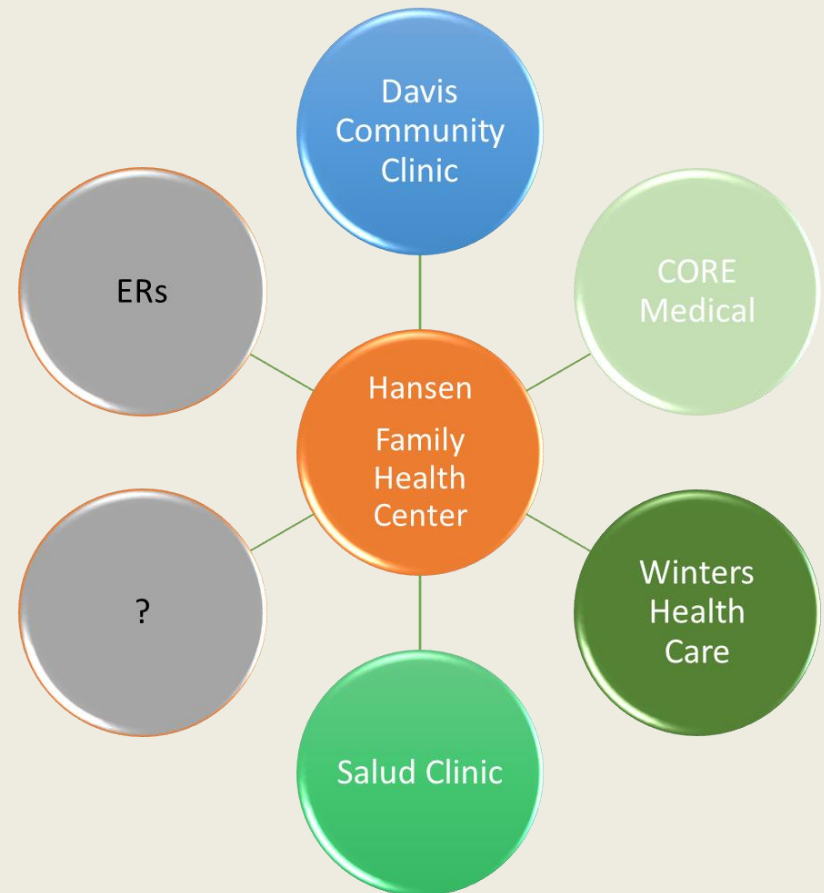 Davis
Community
Clinic
ERs
CORE
Medical
Hansen
Family
Health
Center
?
Winters
Health
Care
Salud Clinic